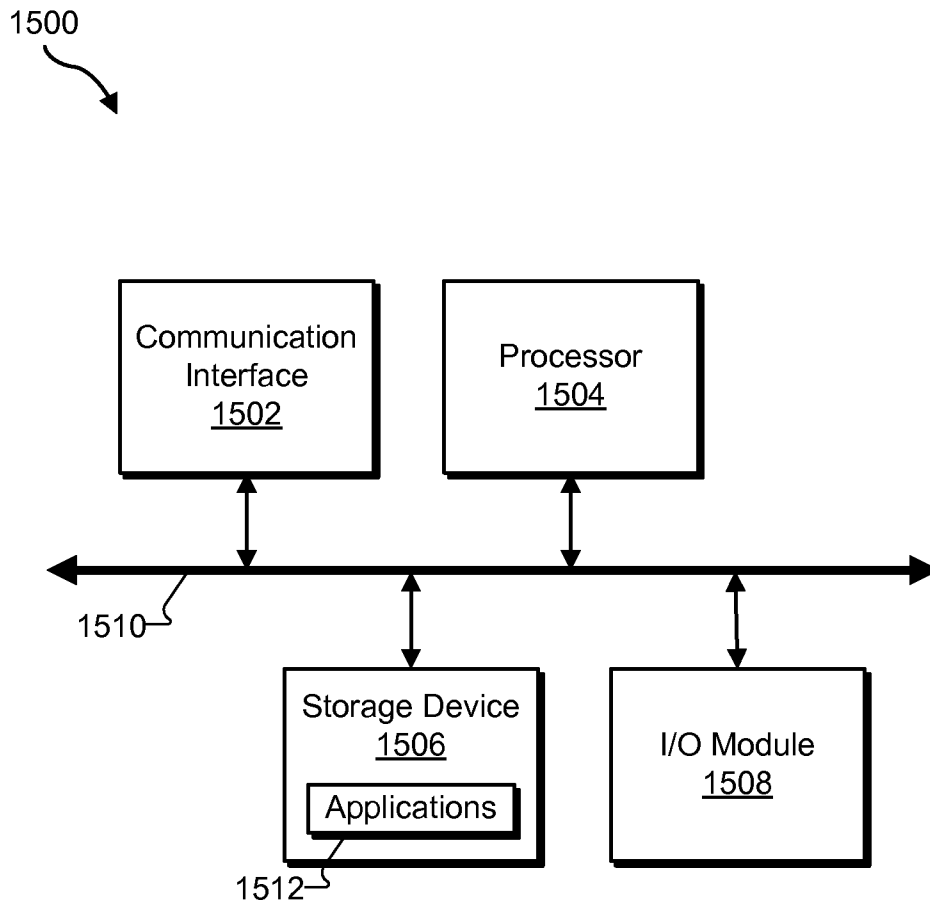 1500
Communication
Interface
1502
Processor
1504
1510
Storage Device
1506
Applications
1512
I/O Module
1508